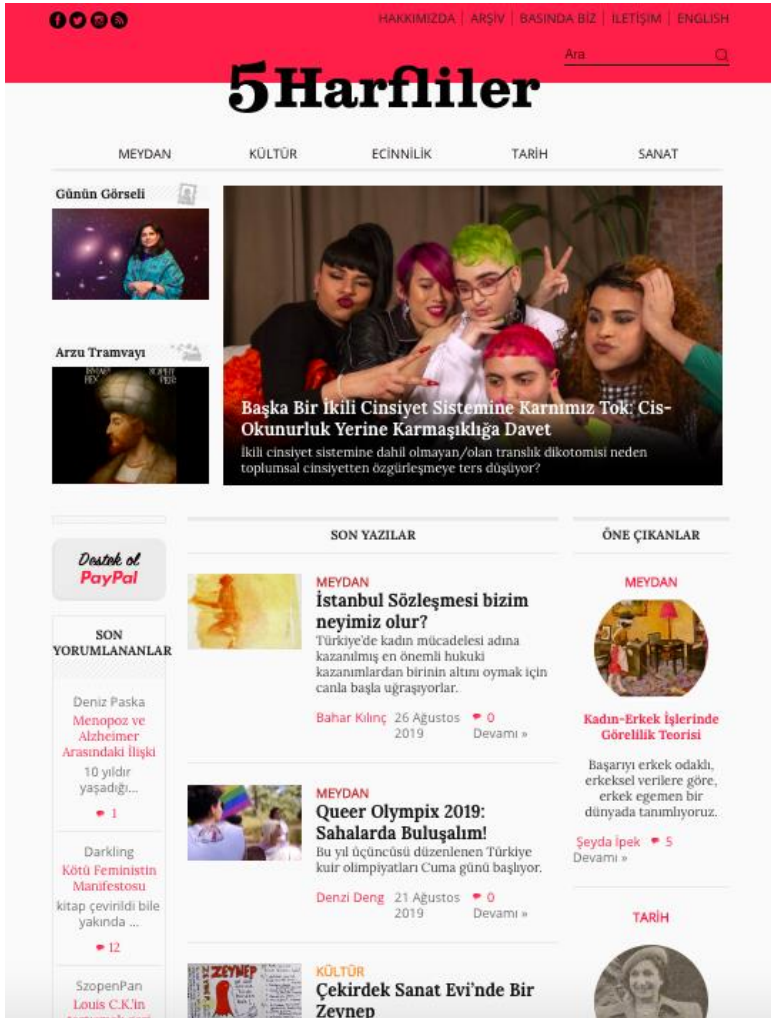 HAKKIMIZDA | ARŞİV | BASINDA BİZ | İLETİŞİM | ENGLISH
Ara
5Harfliler
MEYDAN KÜLTÜR ECİNNİLİK TARİH SANAT
Günün Görseli
Arzu Tramvayı
Başka Bir İkili Cinsiyet Sistemine Karnımız Tok: Cis-
Okunurluk Yerine Karmaşıklığa Davet
İkili cinsiyet sistemine dahil olmayan/olan translık dikotomisi neden
toplumsal cinsiyetten özgürleşmeye ters düşüyor?
Destek ol
PayPal
SON
YORUMLANANLAR
Deniz Paska
Menopoz ve
Alzheimer
Arasındaki İlişki
10 yıldır
yaşadığı...
1
Darkling
Kötü Feministin
Manifestosu
kitap çevirildi bile
yakında ...
12
SzopenPan
Louis C.K.'in
SON YAZILAR
MEYDAN
İstanbul Sözleşmesi bizim
neyimiz olur?
Türkiye'de kadın mücadelesi adına
kazanılmış en önemli hukuki
kazanımlardan birinin altını oymak için
canla başla uğraşıyorlar.
Bahar Kılınç 26 Ağustos 0
2019 Devamı »
MEYDAN
Queer Olympix 2019:
Sahalarda Buluşalım!
Bu yıl üçüncüsü düzenlenen Türkiye
kuir olimpiyatları Cuma günü başlıyor.
Denzi Deng 21 Ağustos 0
2019 Devamı »
ZEYNEP
KÜLTÜR
Çekirdek Sanat Evi'nde Bir
Zeynep
ÖNE ÇIKANLAR
MEYDAN
Kadın-Erkek İşlerinde
Görelilik Teorisi
Başarıyı erkek odaklı,
erkeksel verilere göre,
erkek egemen bir
dünyada tanımlıyoruz.
Şeyda İpek 5
Devamı »
TARİH